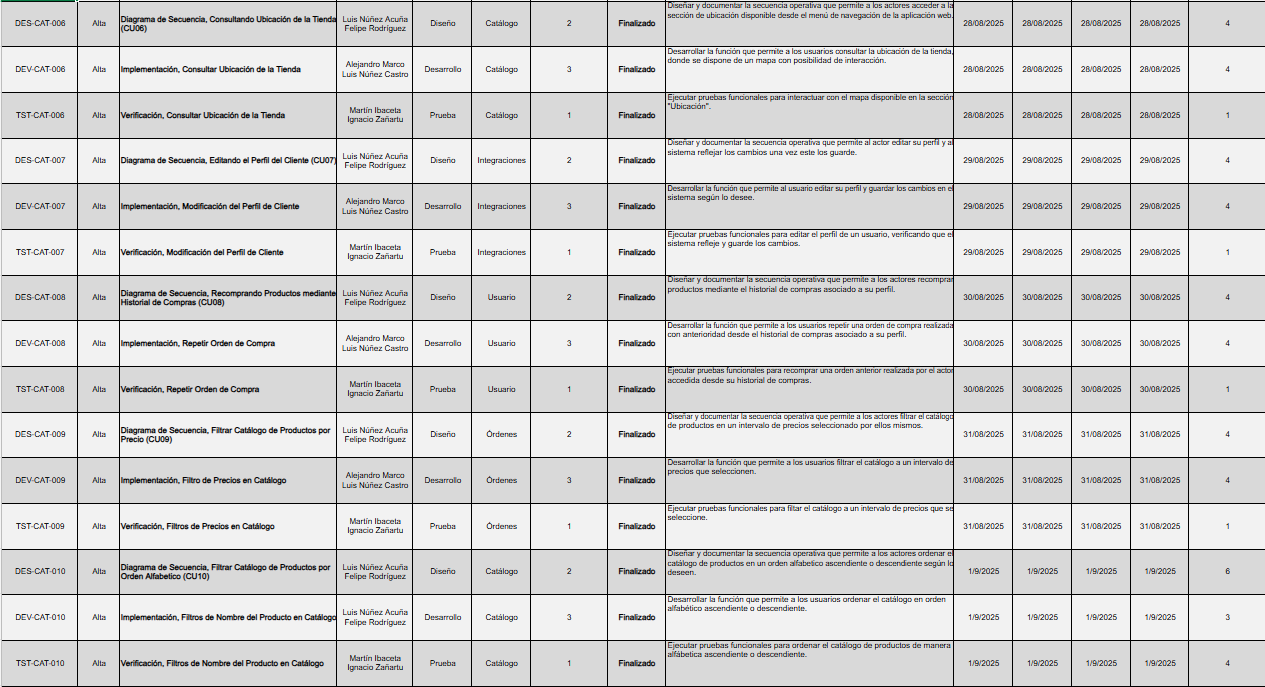 DES-CAT-006 Alta Diagrama de Secuencia, Consultando Ubicación de la Tienda (CU06) Luis Núñez Acuña Felipe Rodríguez Diseño Catálogo 2 Finalizado Diseñar y documentar la secuencia operativa que permite a los actores acceder a la sección de ubicación disponible desde el menú de navegación de la aplicación web. 28/08/2025 28/08/2025 28/08/2025 28/08/2025 4
DEV-CAT-006 Alta Implementación, Consultar Ubicación de la Tienda Alejandro Marco Luis Núñez Castro Desarrollo Catálogo 3 Finalizado Desarrollar la función que permite a los usuarios consultar la ubicación de la tienda, donde se dispone de un mapa con posibilidad de interacción. 28/08/2025 28/08/2025 28/08/2025 28/08/2025 4
TST-CAT-006 Alta Verificación, Consultar Ubicación de la Tienda Martín Ibaceta Ignacio Zañartu Prueba Catálogo 1 Finalizado Ejecutar pruebas funcionales para interactuar con el mapa disponible en la sección "Ubicación". 28/08/2025 28/08/2025 28/08/2025 28/08/2025 1
DES-CAT-007 Alta Diagrama de Secuencia, Editando el Perfil del Cliente (CU07) Luis Núñez Acuña Felipe Rodríguez Diseño Integraciones 2 Finalizado Diseñar y documentar la secuencia operativa que permite al actor editar su perfil y al sistema reflejar los cambios una vez este los guarde. 29/08/2025 29/08/2025 29/08/2025 29/08/2025 4
DEV-CAT-007 Alta Implementación, Modificación del Perfil de Cliente Alejandro Marco Luis Núñez Castro Desarrollo Integraciones 3 Finalizado Desarrollar la función que permite al usuario editar su perfil y guardar los cambios en el sistema según lo desee. 29/08/2025 29/08/2025 29/08/2025 29/08/2025 4
TST-CAT-007 Alta Verificación, Modificación del Perfil de Cliente Martín Ibaceta Ignacio Zañartu Prueba Integraciones 1 Finalizado Ejecutar pruebas funcionales para editar el perfil de un usuario, verificando que el sistema refleje y guarde los cambios. 29/08/2025 29/08/2025 29/08/2025 29/08/2025 1
DES-CAT-008 Alta Diagrama de Secuencia, Recomprando Productos mediante Historial de Compras (CU08) Luis Núñez Acuña Felipe Rodríguez Diseño Usuario 2 Finalizado Diseñar y documentar la secuencia operativa que permite a los actores recomprar productos mediante el historial de compras asociado a su perfil. 30/08/2025 30/08/2025 30/08/2025 30/08/2025 4
DEV-CAT-008 Alta Implementación, Repetir Orden de Compra Alejandro Marco Luis Núñez Castro Desarrollo Usuario 3 Finalizado Desarrollar la función que permite a los usuarios repetir una orden de compra realizada con anterioridad desde el historial de compras asociado a su perfil. 30/08/2025 30/08/2025 30/08/2025 30/08/2025 4
TST-CAT-008 Alta Verificación, Repetir Orden de Compra Martín Ibaceta Ignacio Zañartu Prueba Usuario 1 Finalizado Ejecutar pruebas funcionales para recomprar una orden anterior realizada por el actor accedida desde su historial de compras. 30/08/2025 30/08/2025 30/08/2025 30/08/2025 1
DES-CAT-009 Alta Diagrama de Secuencia, Filtrar Catálogo de Productos por Precio (CU09) Luis Núñez Acuña Felipe Rodríguez Diseño Órdenes 2 Finalizado Diseñar y documentar la secuencia operativa que permite a los actores filtrar el catálogo de productos en un intervalo de precios seleccionado por ellos mismos. 31/08/2025 31/08/2025 31/08/2025 31/08/2025 4
DEV-CAT-009 Alta Implementación, Filtro de Precios en Catálogo Alejandro Marco Luis Núñez Castro Desarrollo Órdenes 3 Finalizado Desarrollar la función que permite a los usuarios filtrar el catálogo a un intervalo de precios que seleccionen. 31/08/2025 31/08/2025 31/08/2025 31/08/2025 4
TST-CAT-009 Alta Verificación, Filtros de Precios en Catálogo Martín Ibaceta Ignacio Zañartu Prueba Órdenes 1 Finalizado Ejecutar pruebas funcionales para filtar el catálogo a un intervalo de precios que se seleccione. 31/08/2025 31/08/2025 31/08/2025 31/08/2025 1
DES-CAT-010 Alta Diagrama de Secuencia, Filtrar Catálogo de Productos por Orden Alfabetico (CU10) Luis Núñez Acuña Felipe Rodríguez Diseño Catálogo 2 Finalizado Diseñar y documentar la secuencia operativa que permite a los actores ordenar el catálogo de productos en un orden alfabetico ascendiente o descendiente según lo deseen. 1/9/2025 1/9/2025 1/9/2025 1/9/2025 6
DEV-CAT-010 Alta Implementación, Filtros de Nombre del Producto en Catálogo Luis Núñez Acuña Felipe Rodríguez Desarrollo Catálogo 3 Finalizado Desarrollar la función que permite a los usuarios ordenar el catálogo en orden alfabético ascendiente o descendiente. 1/9/2025 1/9/2025 1/9/2025 1/9/2025 3
TST-CAT-010 Alta Verificación, Filtros de Nombre del Producto en Catálogo Martín Ibaceta Ignacio Zañartu Prueba Catálogo 1 Finalizado Ejecutar pruebas funcionales para ordenar el catálogo de productos de manera alfábetica ascendiente o descendiente. 1/9/2025 1/9/2025 1/9/2025 1/9/2025 4